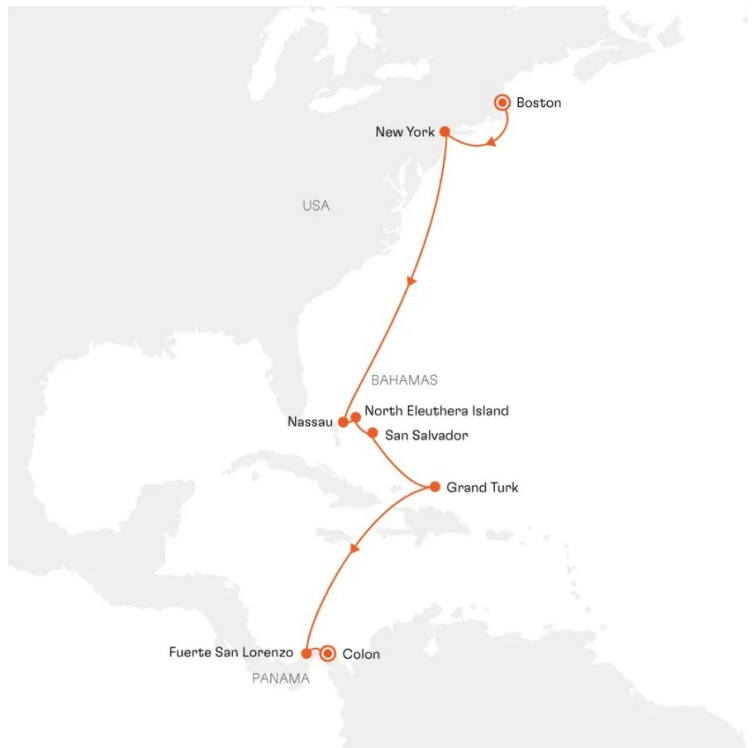 Boston
New York
USA
BAHAMAS
North Eleuthera Island
Nassau
San Salvador
Grand Turk
Fuerte San Lorenzo
Colon
PANAMA